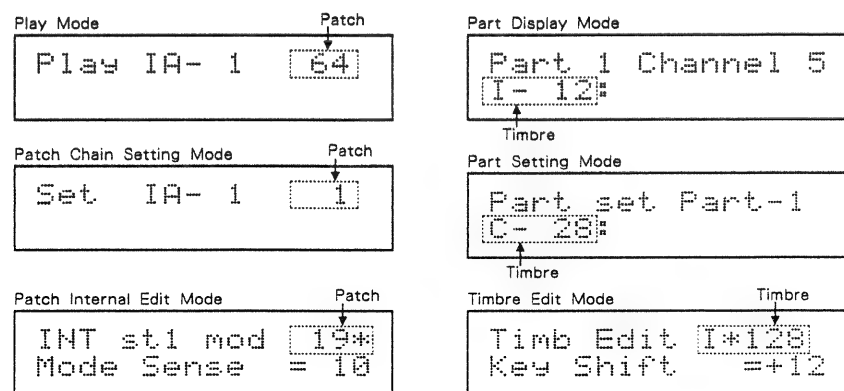 Play Mode
Patch
Play IA- 1 64
Patch Chain Setting Mode
Patch
Set IA- 1 1
Patch Internal Edit Mode
Patch
INT st1 mod 19*
Mode Sense = 10
Part Display Mode
Part 1 Channel 5
I- 12:
Timbre
Part Setting Mode
Part set Part-1
C- 28:
Timbre
Timbre Edit Mode
Timbre
Timb Edit I*128
Key Shift =+12